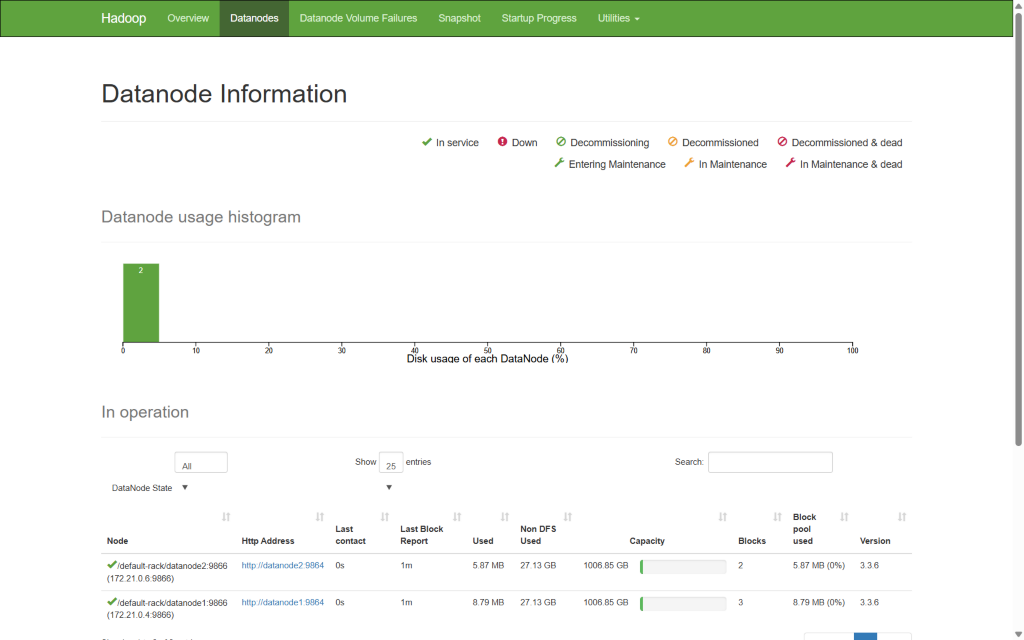 Hadoop Overview Datanodes Datanode Volume Failures Snapshot Startup Progress Utilities
Datanode Information
In service Down Decommissioning Decommissioned Decommissioned & dead
Entering Maintenance In Maintenance In Maintenance & dead
Datanode usage histogram
2
0 10 20 30 40 50 60 70 80 90 100
Disk usage of each DataNode (%)
In operation
All Show 25 entries Search:
DataNode State
Node Http Address Last contact Last Block Report Used Non DFS Used Capacity Blocks Block pool used Version
/default-rack/datanode2:9866 http://datanode2:9864 0s 1m 5.87 MB 27.13 GB 1006.85 GB 2 5.87 MB (0%) 3.3.6
(172.21.0.6:9866)
/default-rack/datanode1:9866 http://datanode1:9864 0s 1m 8.79 MB 27.13 GB 1006.85 GB 3 8.79 MB (0%) 3.3.6
(172.21.0.4:9866)